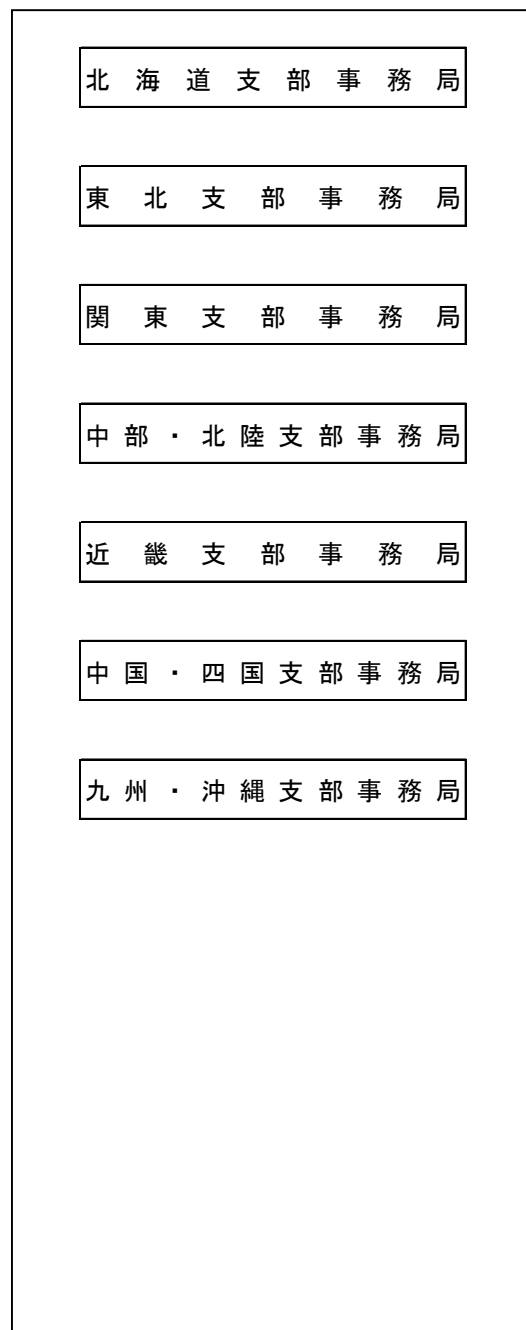 北海道支部事務局
東北支部事務局
関東支部事務局
中部・北陸支部事務局
近畿支部事務局
中国・四国支部事務局
九州・沖縄支部事務局